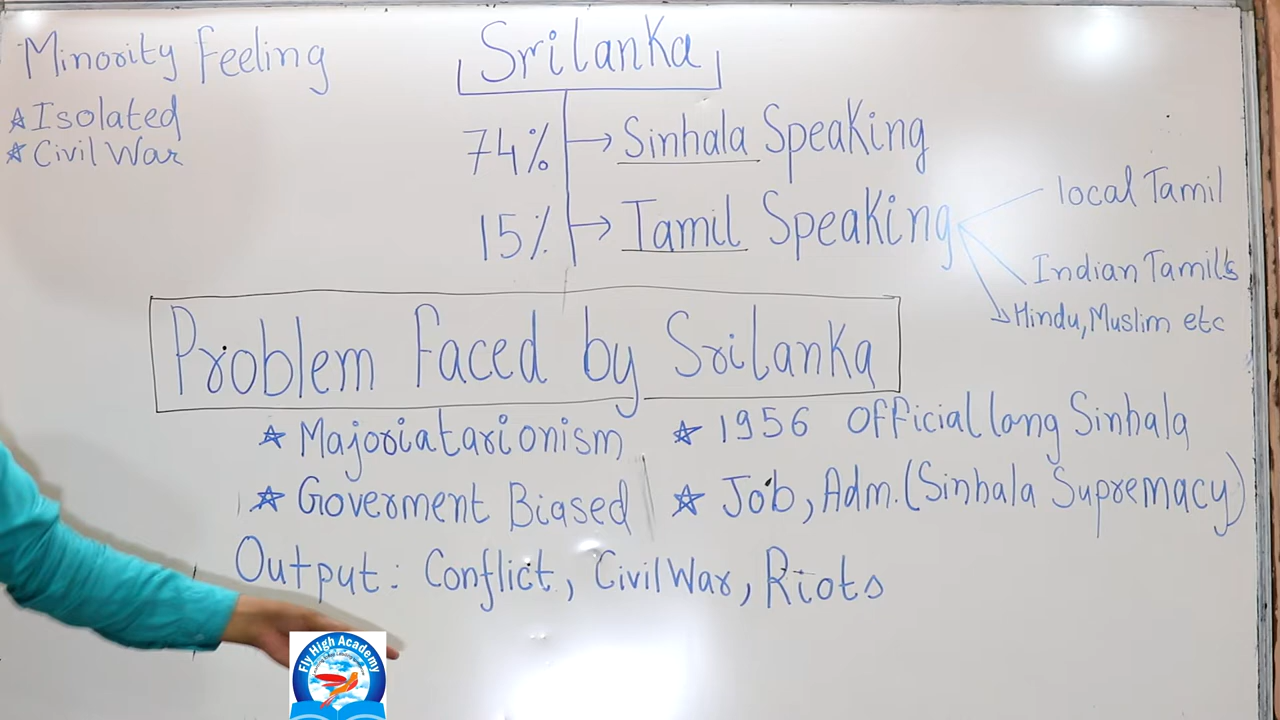 Minority Feeling
Isolated
Civil War
SriLanka
74% → Sinhala Speaking
15% → Tamil Speaking
local Tamil
Indian Tamil's
Hindu, Muslim etc
Problem Faced by SriLanka
Majoriatarionism
Goverment Biased
1956 Official lang Sinhala
Job, Adm. (Sinhala Supremacy)
Output: Conflict, Civil War, Riots
Fly High Academy